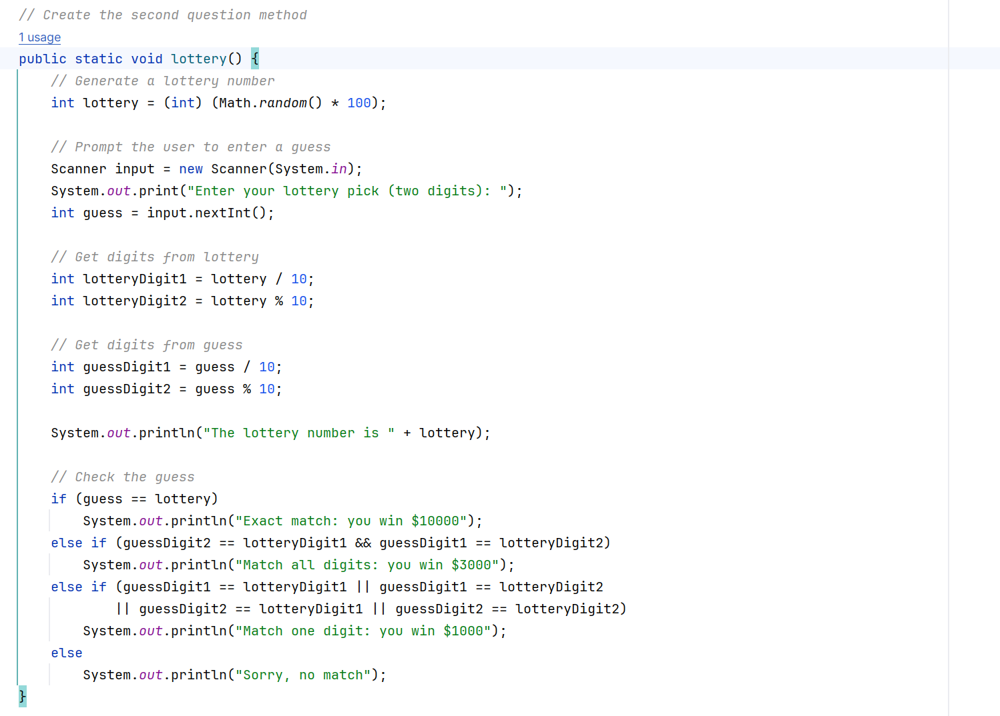 // Create the second question method
1 usage
public static void lottery() {
// Generate a lottery number
int lottery = (int) (Math.random() * 100);
// Prompt the user to enter a guess
Scanner input = new Scanner(System.in);
System.out.print("Enter your lottery pick (two digits): ");
int guess = input.nextInt();
// Get digits from lottery
int lotteryDigit1 = lottery / 10;
int lotteryDigit2 = lottery % 10;
// Get digits from guess
int guessDigit1 = guess / 10;
int guessDigit2 = guess % 10;
System.out.println("The lottery number is " + lottery);
// Check the guess
if (guess == lottery)
System.out.println("Exact match: you win $10000");
else if (guessDigit2 == lotteryDigit1 && guessDigit1 == lotteryDigit2)
System.out.println("Match all digits: you win $3000");
else if (guessDigit1 == lotteryDigit1 || guessDigit1 == lotteryDigit2
|| guessDigit2 == lotteryDigit1 || guessDigit2 == lotteryDigit2)
System.out.println("Match one digit: you win $1000");
else
System.out.println("Sorry, no match");
}